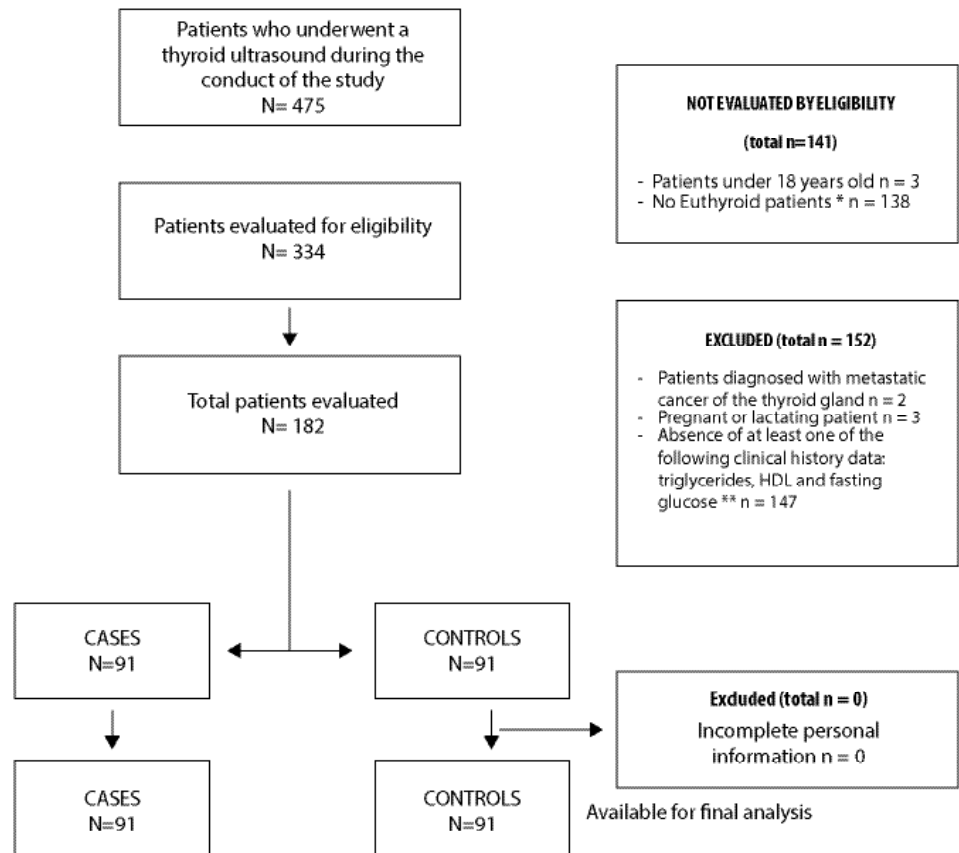 Patients who underwent a
thyroid ultrasound during the
conduct of the study
N= 475
NOT EVALUATED BY ELIGIBILITY
(total n=141)
- Patients under 18 years old n = 3
- No Euthyroid patients * n = 138
Patients evaluated for eligibility
N= 334
EXCLUDED (total n = 152)
- Patients diagnosed with metastatic
cancer of the thyroid gland n = 2
- Pregnant or lactating patient n = 3
- Absence of at least one of the
following clinical history data:
triglycerides, HDL and fasting
glucose ** n = 147
Total patients evaluated
N= 182
CASES
N=91
CONTROLS
N=91
Excluded (total n = 0)
Incomplete personal
information n = 0
CASES
N=91
CONTROLS
N=91
Available for final analysis